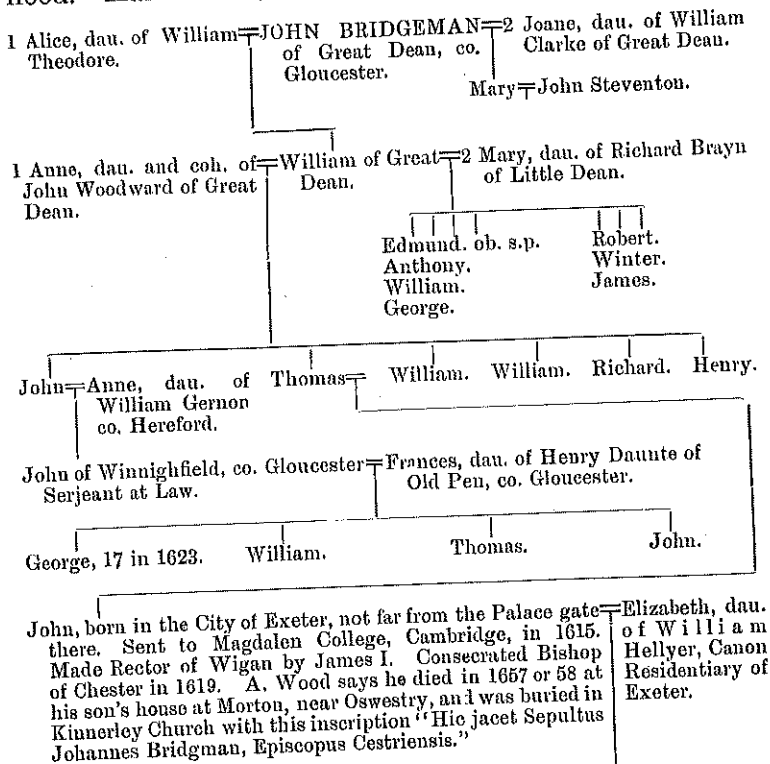 1 Alice, dau. of William JOHN BRIDGEMAN 2 Joane, dau. of William
Theodore. of Great Dean, co. Clarke of Great Dean.
Gloucester.
Mary John Steventon.
1 Anne, dau. and coh. of William of Great 2 Mary, dau. of Richard Brayn
John Woodward of Great Dean. of Little Dean.
Dean.
Edmund. ob. s.p. Robert.
Anthony. Winter.
William. James.
George.
John Anne, dau. of Thomas William. William. Richard. Henry.
William Gernon
co. Hereford.
John of Winnighfield, co. Gloucester Frances, dau. of Henry Daunte of
Serjeant at Law. Old Pen, co. Gloucester.
George, 17 in 1623. William. Thomas. John.
John, born in the City of Exeter, not far from the Palace gate Elizabeth, dau.
there. Sent to Magdalen College, Cambridge, in 1615. of William
Made Rector of Wigan by James I. Consecrated Bishop Hellyer, Canon
of Chester in 1619. A. Wood says he died in 1657 or 58 at Residentiary of
his son's house at Morton, near Oswestry, and was buried in Exeter.
Kinnerley Church with this inscription "Hic jacet Sepultus
Johannes Bridgman, Episcopus Cestriensis."